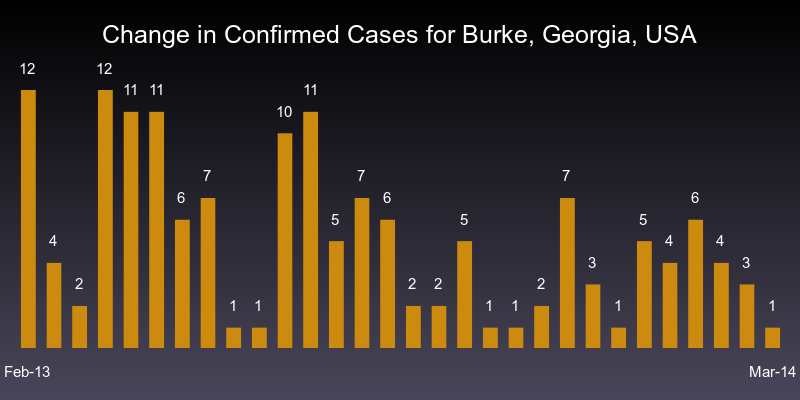 Change in Confirmed Cases for Burke, Georgia, USA
12 4 2 12 11 11 6 7 1 1 10 11 5 7 6 2 2 5 1 1 2 7 3 1 5 4 6 4 3 1
Feb-13 Mar-14